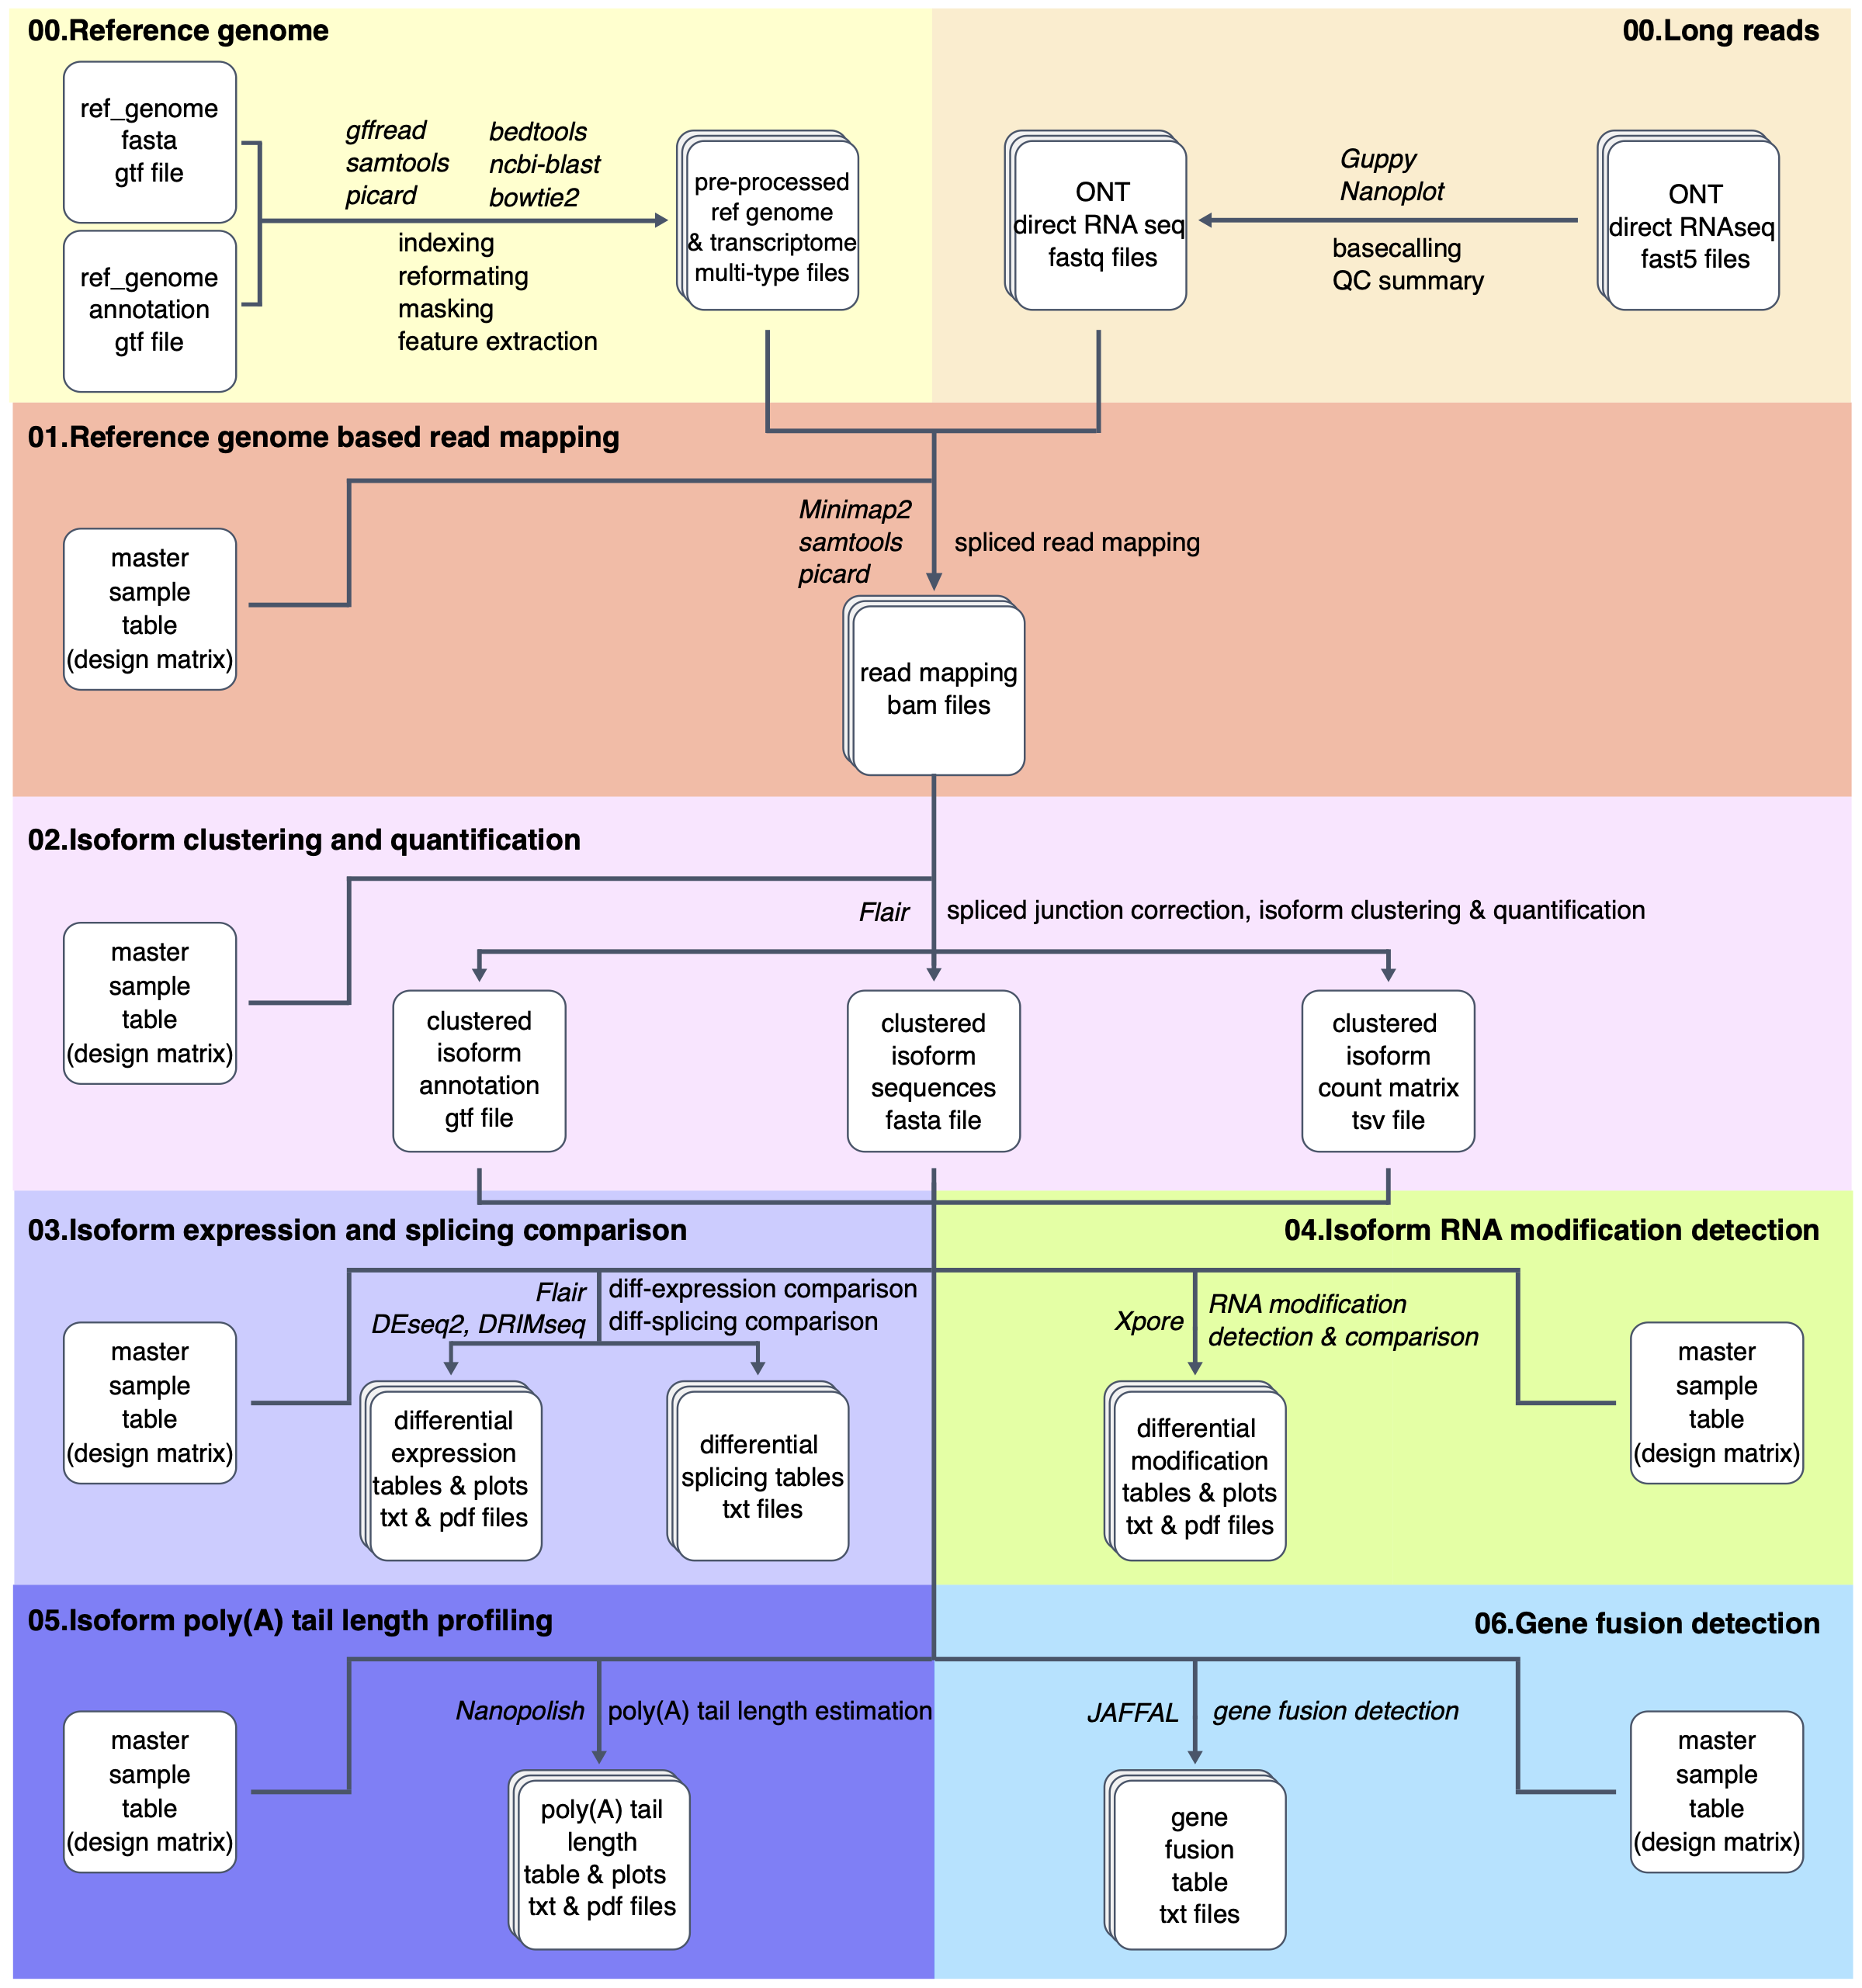 00.Reference genome
ref_genome
fasta
gtf file
ref_genome
annotation
gtf file
gffread
samtools
picard
bedtools
ncbi-blast
bowtie2
indexing
reformating
masking
feature extraction
pre-processed
ref genome
& transcriptome
multi-type files
00.Long reads
ONT
direct RNA seq
fastq files
Guppy
Nanoplot
basecalling
QC summary
ONT
direct RNAseq
fast5 files
01.Reference genome based read mapping
master
sample
table
(design matrix)
Minimap2
samtools
picard
spliced read mapping
read mapping
bam files
02.Isoform clustering and quantification
master
sample
table
(design matrix)
Flair
spliced junction correction, isoform clustering & quantification
clustered
isoform
annotation
gtf file
clustered
isoform
sequences
fasta file
clustered
isoform
count matrix
tsv file
03.Isoform expression and splicing comparison
master
sample
table
(design matrix)
Flair
DEseq2, DRIMseq
diff-expression comparison
diff-splicing comparison
differential
expression
tables & plots
txt & pdf files
differential
splicing tables
txt files
04.Isoform RNA modification detection
Xpore
RNA modification
detection & comparison
differential
modification
tables & plots
txt & pdf files
master
sample
table
(design matrix)
05.Isoform poly(A) tail length profiling
master
sample
table
(design matrix)
Nanopolish
poly(A) tail length estimation
poly(A) tail
length
table & plots
txt & pdf files
06.Gene fusion detection
JAFFAL
gene fusion detection
gene
fusion
table
txt files
master
sample
table
(design matrix)